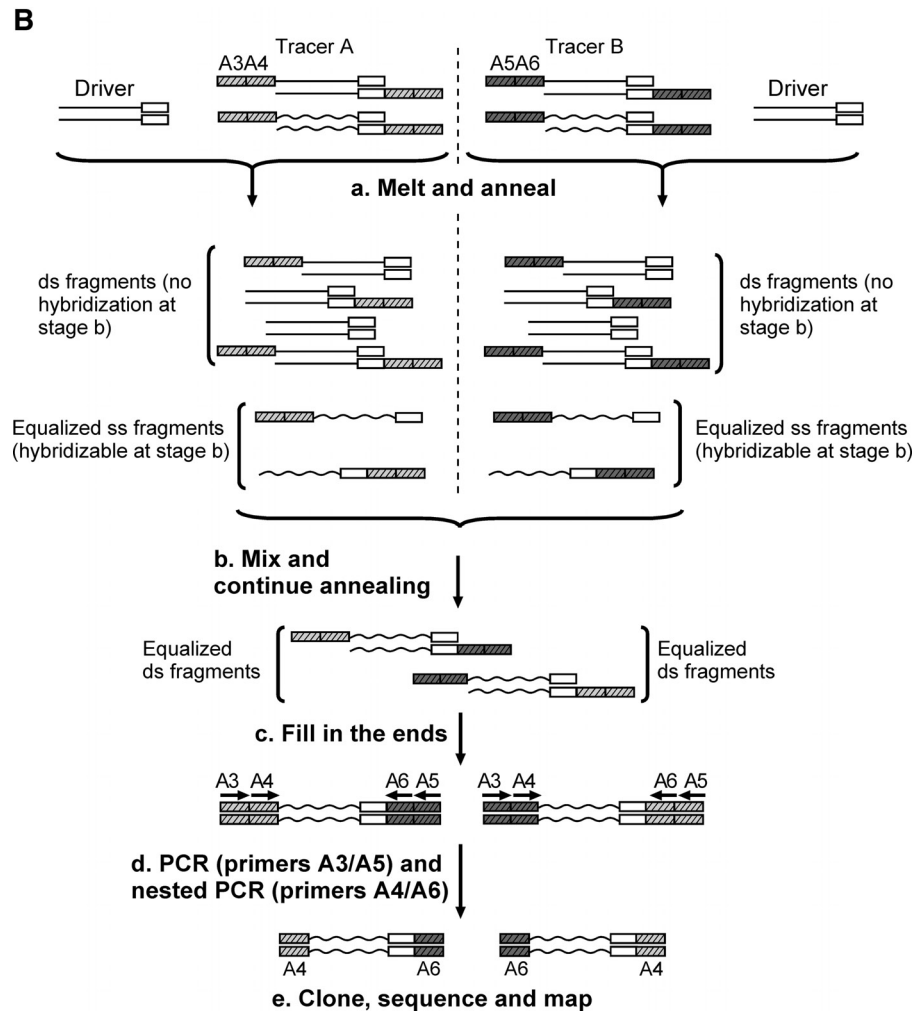 B
Tracer A
Tracer B
A3A4
A5A6
Driver
Driver
a. Melt and anneal
ds fragments (no
hybridization at
stage b)
ds fragments (no
hybridization at
stage b)
Equalized ss fragments
(hybridizable at stage b)
Equalized ss fragments
(hybridizable at stage b)
b. Mix and
continue annealing
Equalized
ds fragments
Equalized
ds fragments
c. Fill in the ends
A3 A4 A6 A5
A3 A4 A6 A5
d. PCR (primers A3/A5) and
nested PCR (primers A4/A6)
A4 A6
A6 A4
e. Clone, sequence and map